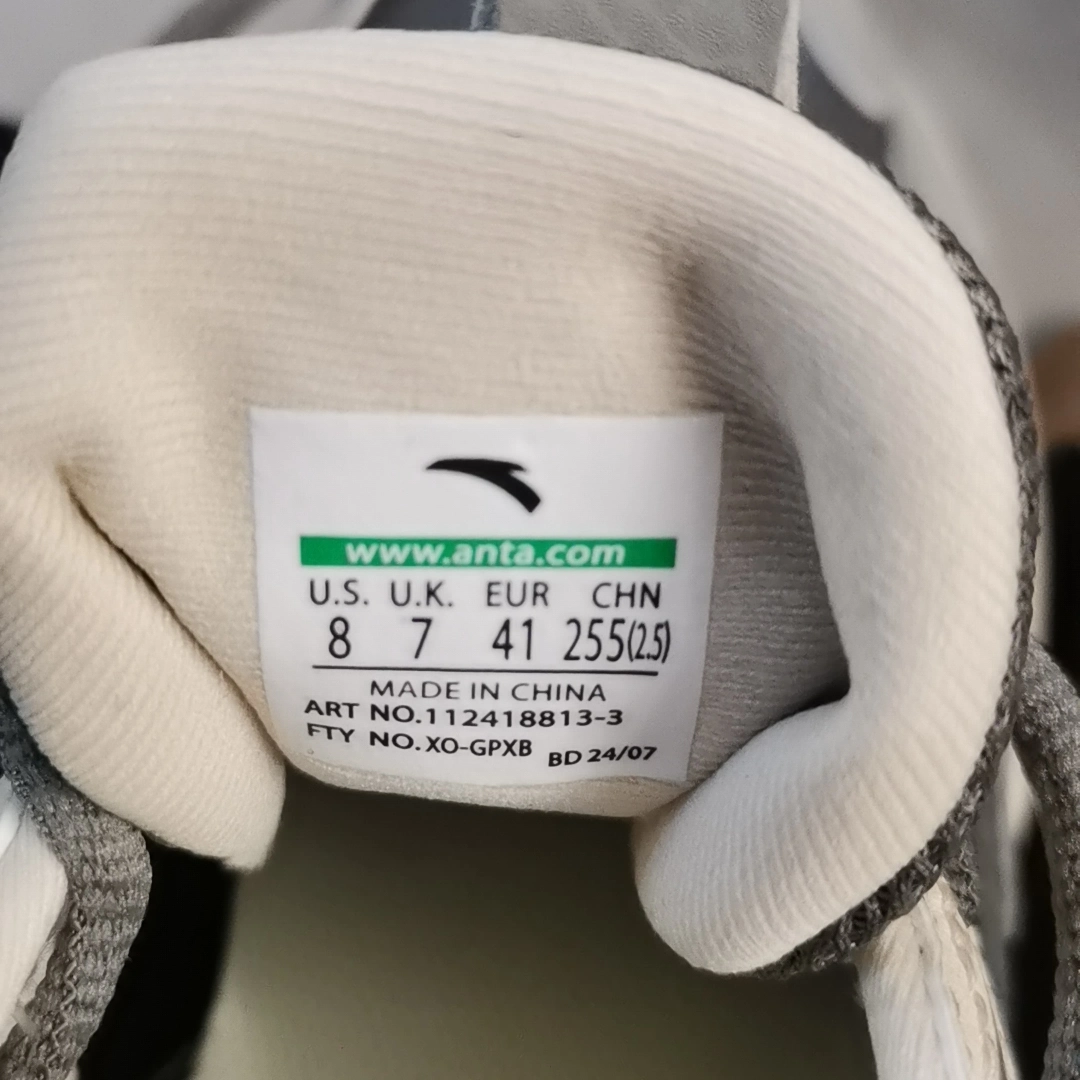 www.anta.com
U.S. U.K. EUR CHN
8 7 41 255(2.5)
MADE IN CHINA
ART NO.112418813-3
FTY NO.XO-GPXB BD 24/07